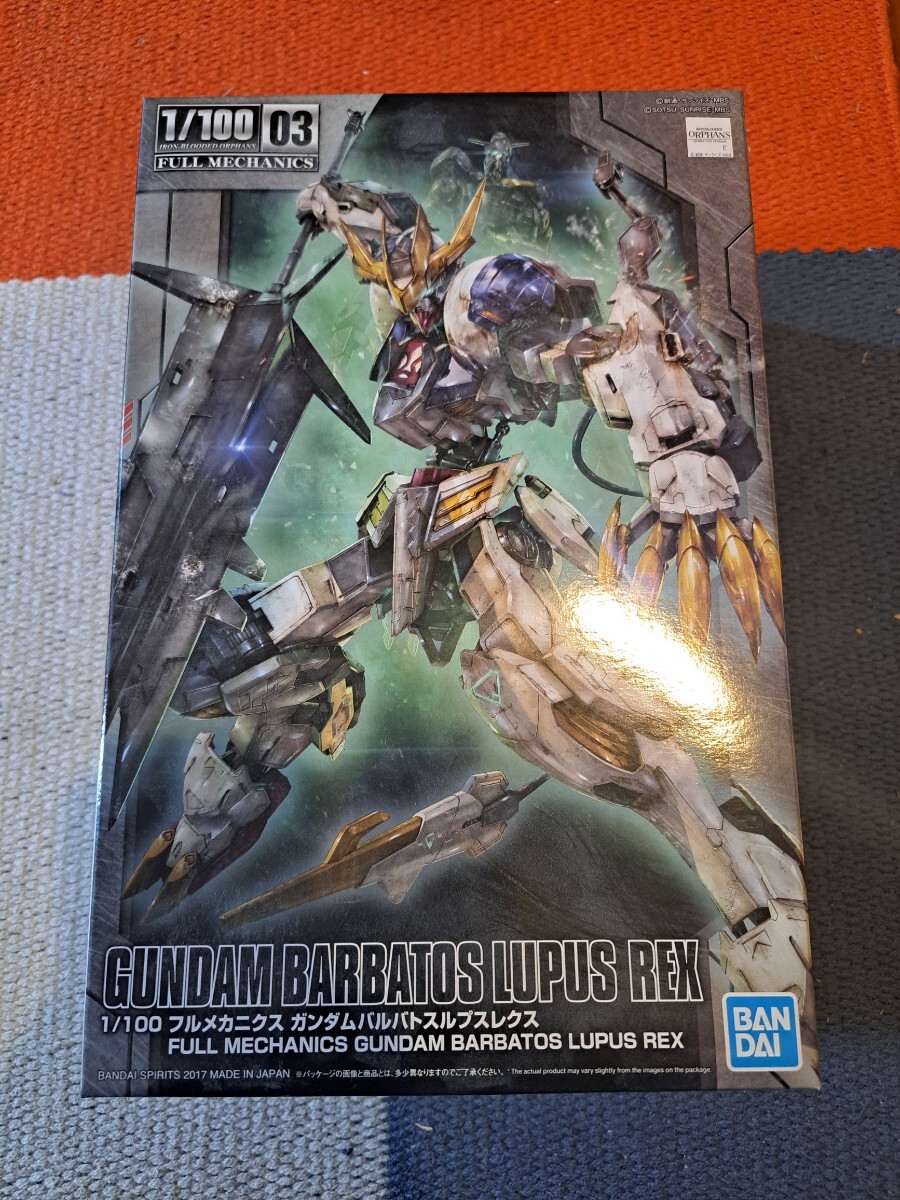 1/100
03
IRON-BLOODED ORPHANS
FULL MECHANICS
©創通・サンライズ・MBS
©SOTSU・SUNRISE・MBS
ORPHANS
GUNDAM BARBATOS LUPUS REX
1/100 フルメカニクス ガンダムバルバトスルプスレクス
FULL MECHANICS GUNDAM BARBATOS LUPUS REX
BAN
DAI
BANDAI SPIRITS 2017 MADE IN JAPAN ※パッケージの画像と商品とは、多少異なりますのでご了承ください。 *The actual product may vary slightly from the images on the package.